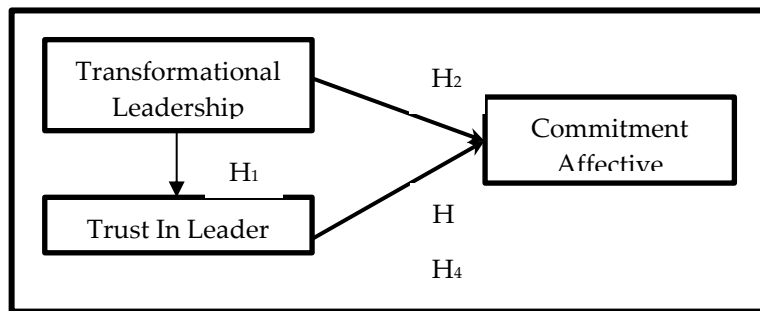 Transformational
Leadership
H₂
Commitment
Affective
H₁
Trust In Leader
H
H₄